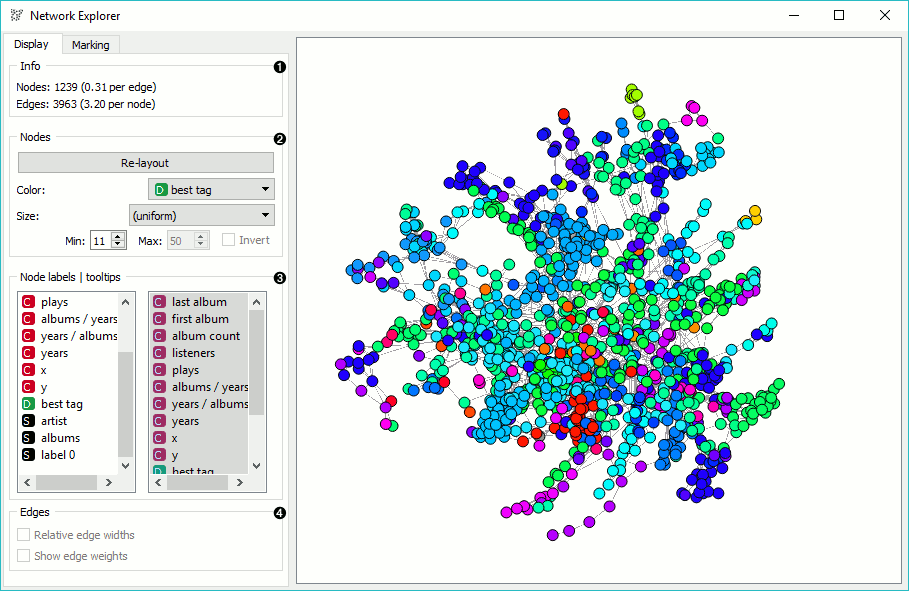 Network Explorer
Display
Marking
Info
1
Nodes: 1239 (0.31 per edge)
Edges: 3963 (3.20 per node)
Nodes
2
Re-layout
Color:
D best tag
Size:
(uniform)
Min: 11
Max: 50
Invert
Node labels | tooltips
3
C plays
C albums / years
C years / albums
C years
C x
C y
D best tag
S artist
S albums
S label 0
C last album
C first album
C album count
C listeners
C plays
C albums / years
C years / albums
C years
C x
C y
D best tag
Edges
4
Relative edge widths
Show edge weights